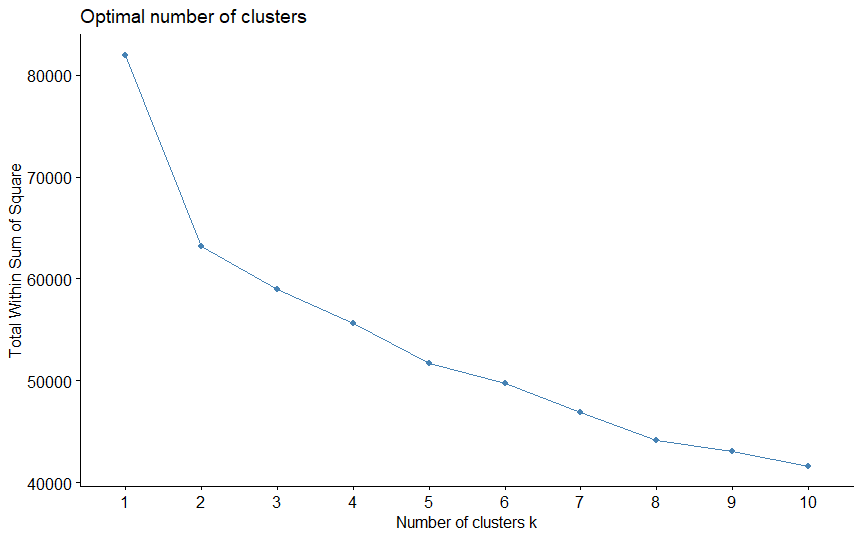 Optimal number of clusters
Total Within Sum of Square
80000
70000
60000
50000
40000
1 2 3 4 5 6 7 8 9 10
Number of clusters k